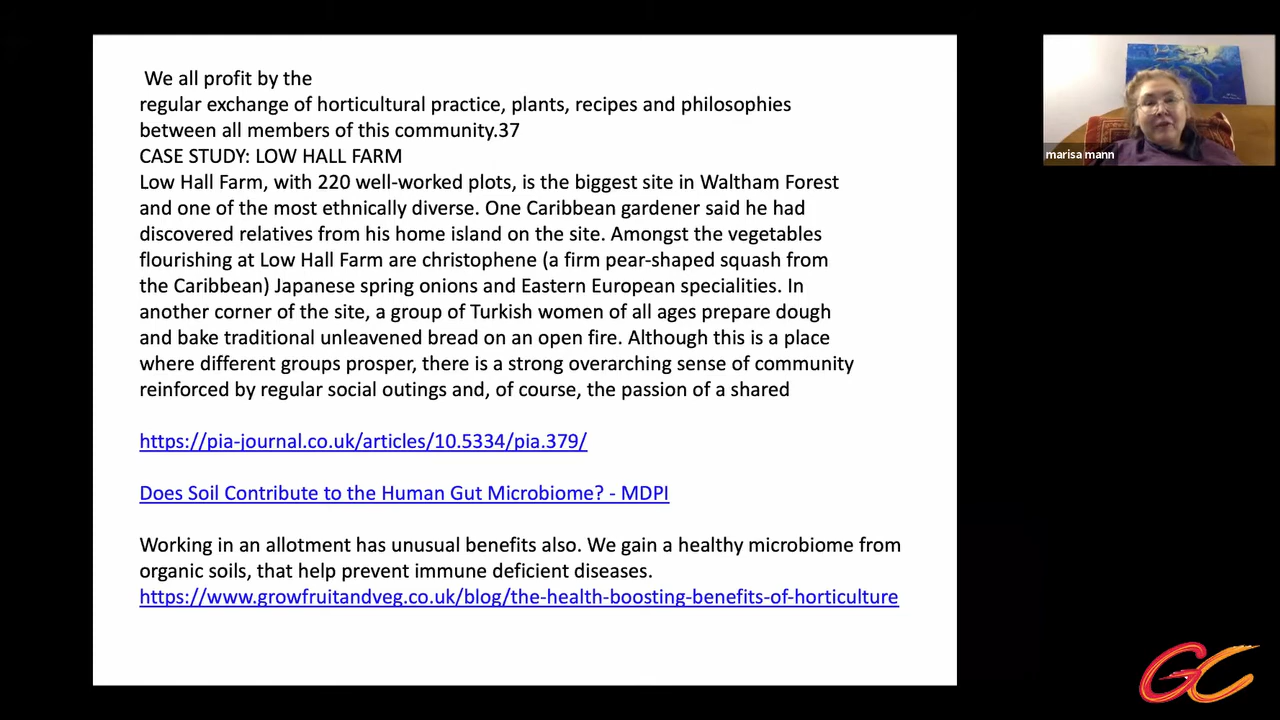 We all profit by the
regular exchange of horticultural practice, plants, recipes and philosophies
between all members of this community.37
CASE STUDY: LOW HALL FARM
Low Hall Farm, with 220 well-worked plots, is the biggest site in Waltham Forest
and one of the most ethnically diverse. One Caribbean gardener said he had
discovered relatives from his home island on the site. Amongst the vegetables
flourishing at Low Hall Farm are christophene (a firm pear-shaped squash from
the Caribbean) Japanese spring onions and Eastern European specialities. In
another corner of the site, a group of Turkish women of all ages prepare dough
and bake traditional unleavened bread on an open fire. Although this is a place
where different groups prosper, there is a strong overarching sense of community
reinforced by regular social outings and, of course, the passion of a shared
https://pia-journal.co.uk/articles/10.5334/pia.379/
Does Soil Contribute to the Human Gut Microbiome? - MDPI
Working in an allotment has unusual benefits also. We gain a healthy microbiome from
organic soils, that help prevent immune deficient diseases.
https://www.growfruitandveg.co.uk/blog/the-health-boosting-benefits-of-horticulture
marisa mann
GC